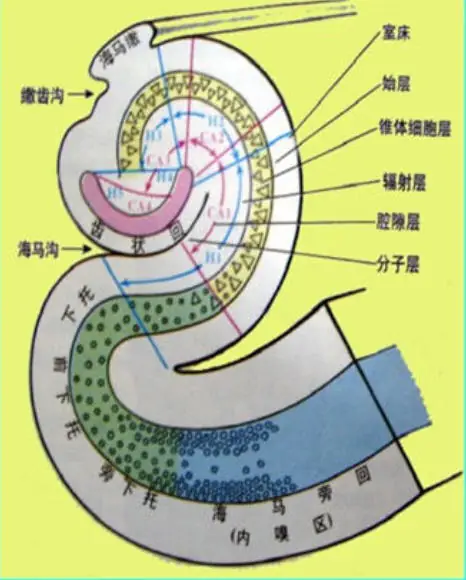 海马繖
室床
繖齿沟
始层
锥体细胞层
H3
H2
CA2
CA3
H4
辐射层
H5
CA4
CA1
腔隙层
齿状回
海马沟
H1
分子层
下托
前下托
旁下托
海马旁回
(内嗅区)